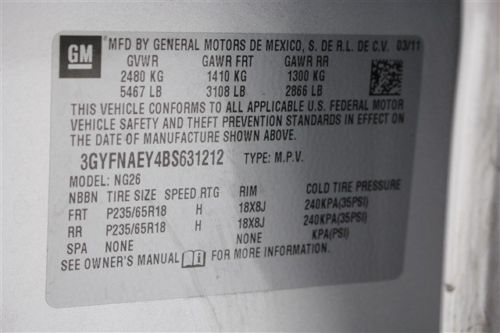 GM MFD BY GENERAL MOTORS DE MEXICO, S. DE R.L. DE C.V. 03/11
GVWR GAWR FRT GAWR RR
2480 KG 1410 KG 1300 KG
5467 LB 3108 LB 2866 LB
THIS VEHICLE CONFORMS TO ALL APPLICABLE U.S. FEDERAL MOTOR
VEHICLE SAFETY AND THEFT PREVENTION STANDARDS IN EFFECT ON
THE DATE OF MANUFACTURE SHOWN ABOVE.
3GYFNAEY4BS631212 TYPE: M.P.V.
MODEL: NG26
NBBN TIRE SIZE SPEED RTG RIM COLD TIRE PRESSURE
FRT P235/65R18 H 18X8J 240KPA(35PSI)
RR P235/65R18 H 18X8J 240KPA(35PSI)
SPA NONE NONE KPA(PSI)
SEE OWNER'S MANUAL FOR MORE INFORMATION.